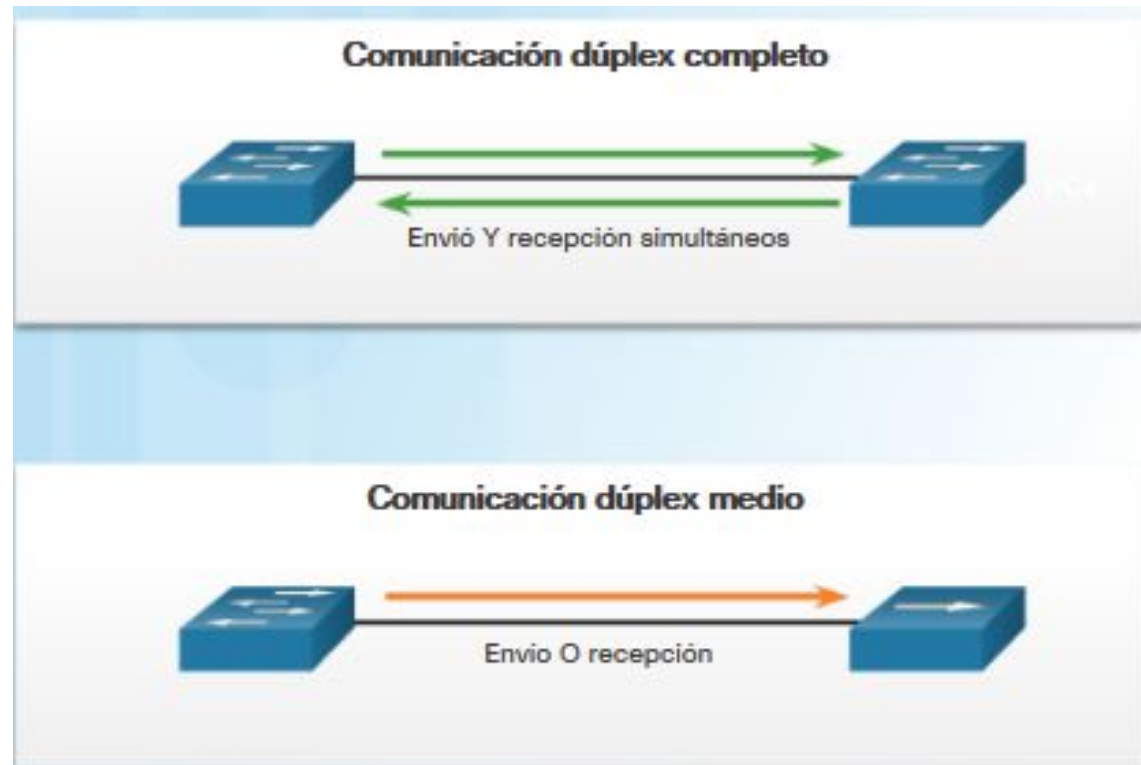 Comunicación dúplex completo
Envió Y recepción simultáneos
Comunicación dúplex medio
Envio O recepción